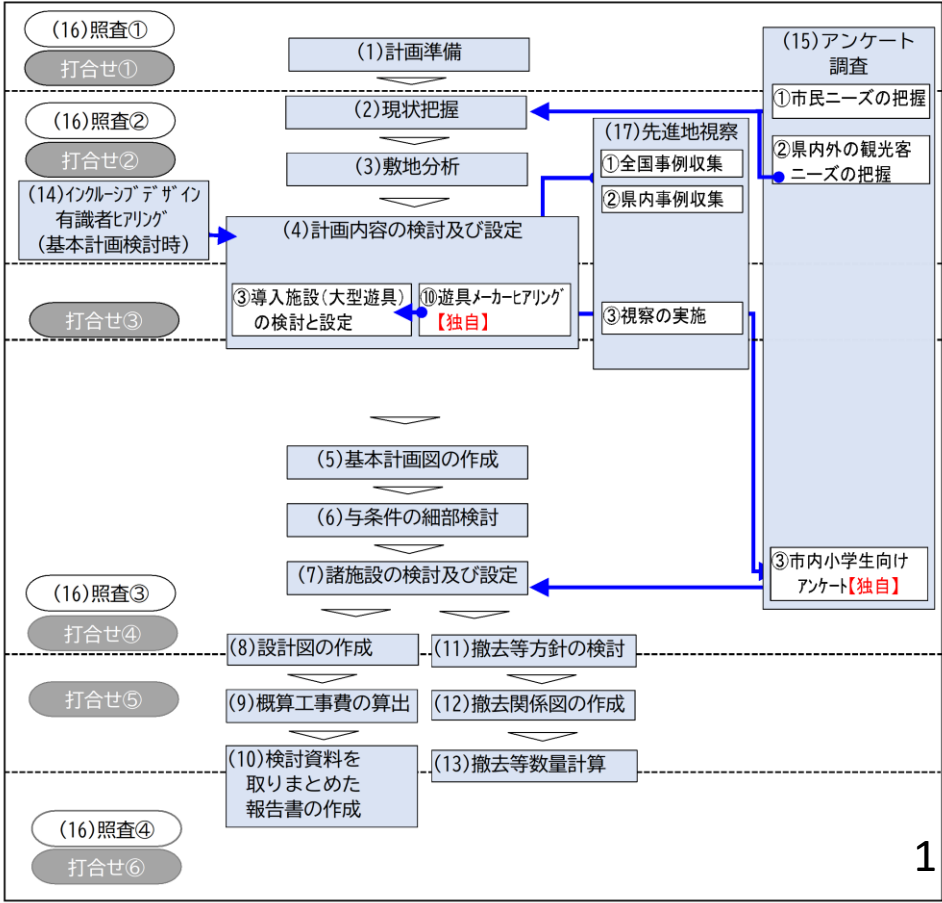 (16)照査①
打合せ①
(1)計画準備
(15)アンケート
調査
①市民ニーズの把握
②県内外の観光客
ニーズの把握
(16)照査②
打合せ②
(2)現状把握
(3)敷地分析
(17)先進地視察
①全国事例収集
②県内事例収集
(14)インクルーシブデザイン
有識者ヒアリング
(基本計画検討時)
(4)計画内容の検討及び設定
打合せ③
③導入施設(大型遊具)
の検討と設定
⑩遊具メーカーヒアリング
【独自】
③視察の実施
(5)基本計画図の作成
(6)与条件の細部検討
(7)諸施設の検討及び設定
③市内小学生向け
アンケート【独自】
(16)照査③
打合せ④
(8)設計図の作成
(11)撤去等方針の検討
打合せ⑤
(9)概算工事費の算出
(12)撤去関係図の作成
(10)検討資料を
取りまとめた
報告書の作成
(13)撤去等数量計算
(16)照査④
打合せ⑥
1